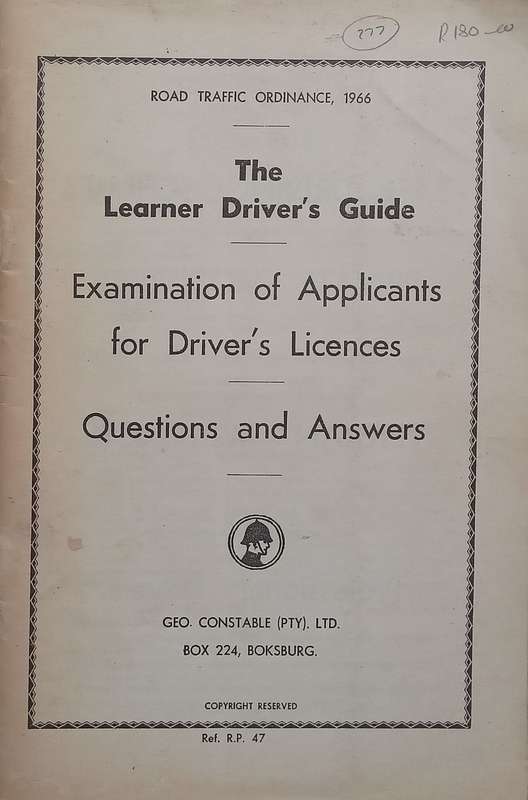 277
R 180-00
ROAD TRAFFIC ORDINANCE, 1966
The
Learner Driver's Guide
Examination of Applicants
for Driver's Licences
Questions and Answers
GEO. CONSTABLE (PTY). LTD.
BOX 224, BOKSBURG.
COPYRIGHT RESERVED
Ref. R.P. 47